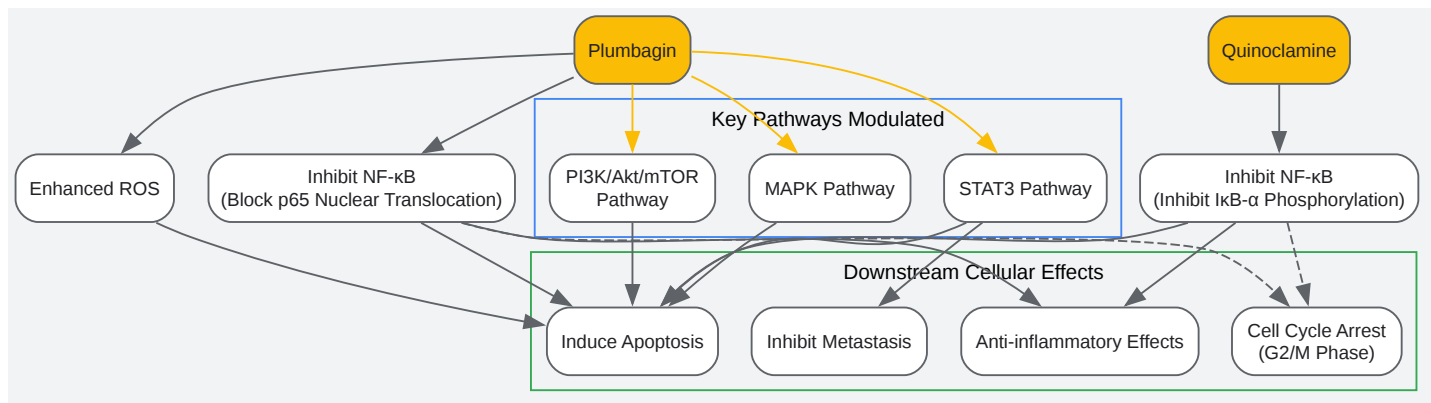 Plumbagin
Quinoclamine
Key Pathways Modulated
Enhanced ROS
Inhibit NF-κB
(Block p65 Nuclear Translocation)
PI3K/Akt/mTOR
Pathway
MAPK Pathway
STAT3 Pathway
Inhibit NF-κB
(Inhibit IκB-α Phosphorylation)
Downstream Cellular Effects
Induce Apoptosis
Inhibit Metastasis
Anti-inflammatory Effects
Cell Cycle Arrest
(G2/M Phase)